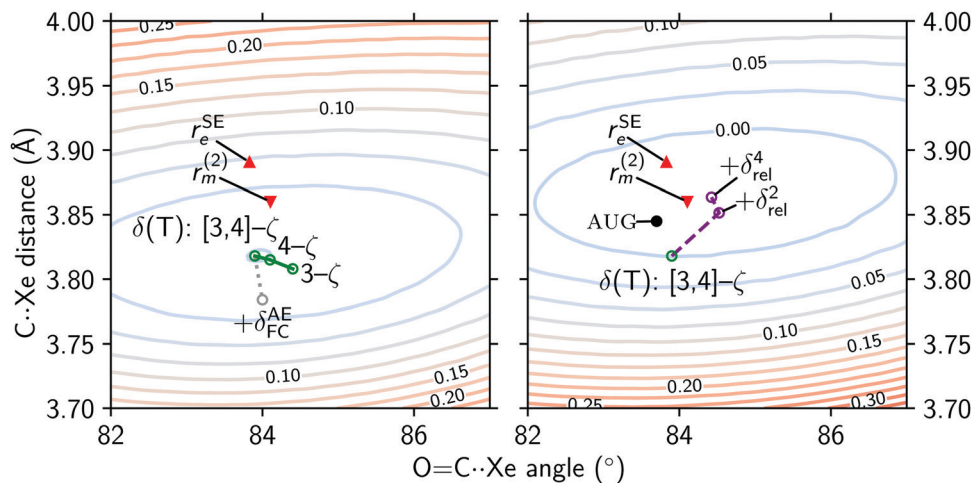 4.00
3.95
3.90
3.85
3.80
3.75
3.70
C··Xe distance (Å)
82
84
86
0.25
0.20
0.15
0.10
r_e^SE
r_m^(2)
δ(T): [3,4]–ζ
4–ζ
3–ζ
+δ_FC^AE
0.10
0.15
0.20
4.00
3.95
3.90
3.85
3.80
3.75
3.70
82
84
86
0.10
0.05
0.00
r_e^SE
r_m^(2)
+δ_rel^4
+δ_rel^2
AUG
δ(T): [3,4]–ζ
0.05
0.10
0.15
0.20
0.25
0.30
O=C··Xe angle (°)